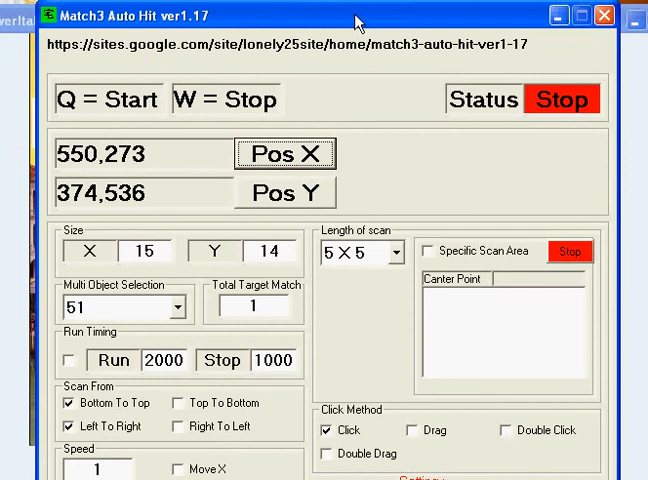 Match3 Auto Hit ver1.17
https://sites.google.com/site/lonely25site/home/match3-auto-hit-ver1-17
Q = Start W = Stop Status Stop
550,273 Pos X
374,536 Pos Y
Size
X 15 Y 14
Length of scan
5 X 5
Specific Scan Area Stop
Canter Point
Multi Object Selection
51
Total Target Match
1
Run Timing
Run 2000 Stop 1000
Scan From
Bottom To Top Top To Bottom
Left To Right Right To Left
Click Method
Click Drag Double Click
Double Drag
Speed
1 Move X